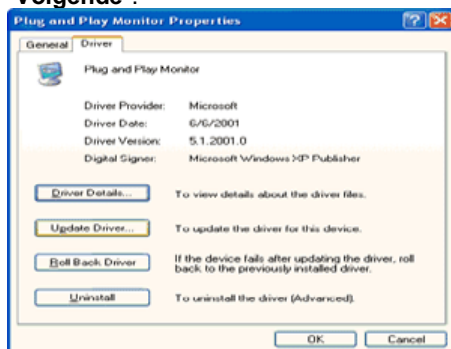 Volgende".
Plug and Play Monitor Properties
General Driver
Plug and Play Monitor
Driver Provider: Microsoft
Driver Date: 6/6/2001
Driver Version: 5.1.2001.0
Digital Signer: Microsoft Windows XP Publisher
Driver Details... To view details about the driver files.
Update Driver... To update the driver for this device.
Roll Back Driver If the device fails after updating the driver, roll
back to the previously installed driver.
Uninstall To uninstall the driver (Advanced).
OK Cancel